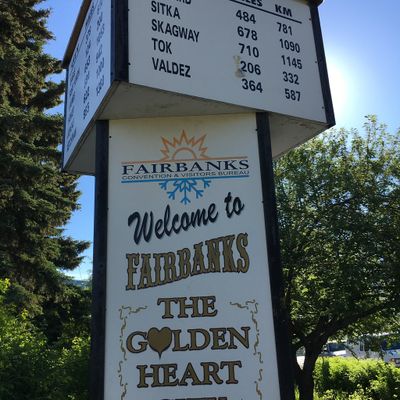 KM
484 781
SITKA 678 1090
SKAGWAY 710 1145
TOK 206 332
VALDEZ 364 587
FAIRBANKS
CONVENTION & VISITORS BUREAU
Welcome to
FAIRBANKS
THE
GOLDEN
HEART